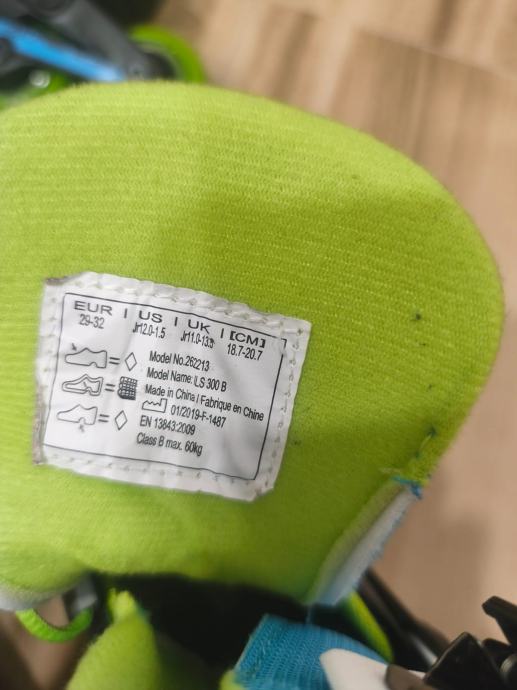 EUR | US | UK | [CM]
29-32 Jr12.0-1.5 Jr11.0-13.5 18.7-20.7
Model No.262213
Model Name: LS 300 B
Made in China / Fabriqué en Chine
01/2019-F-1487
EN 13843:2009
Class B max. 60kg